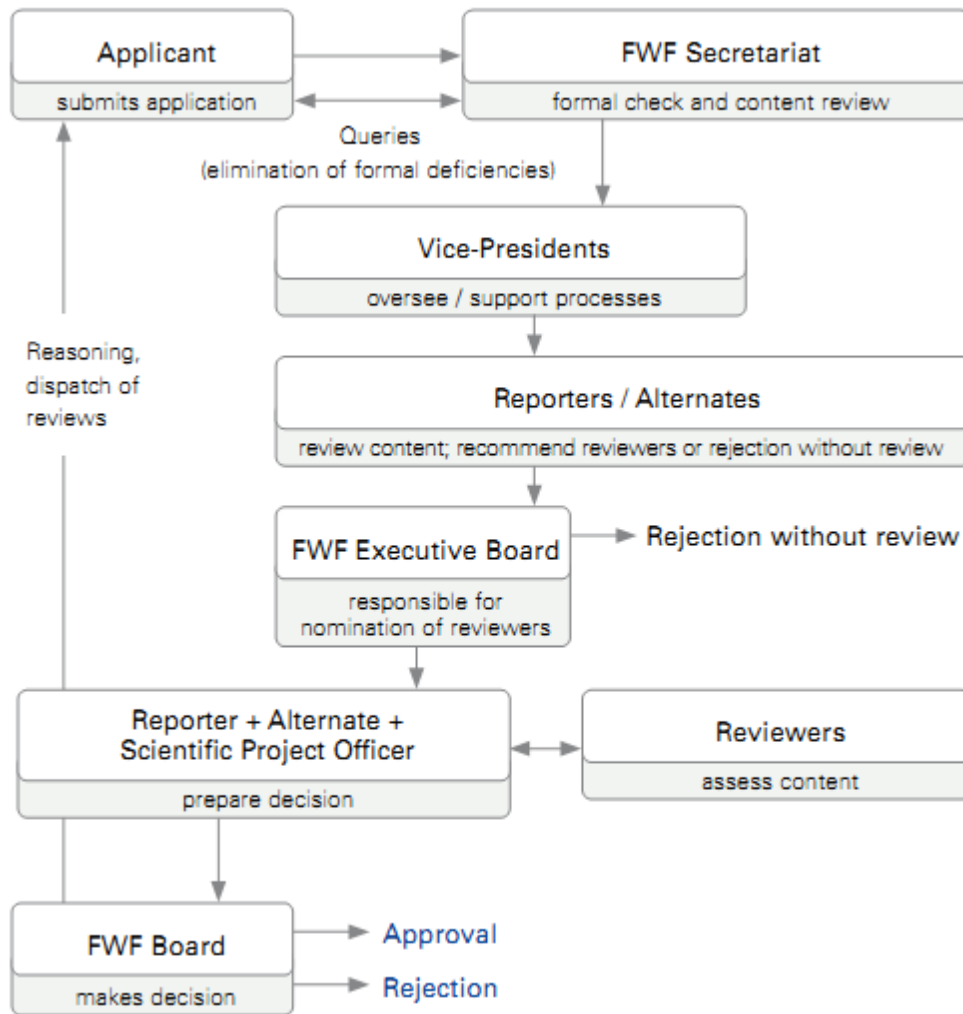 Applicant
submits application
FWF Secretariat
formal check and content review
Queries
(elimination of formal deficiencies)
Vice-Presidents
oversee / support processes
Reasoning,
dispatch of
reviews
Reporters / Alternates
review content; recommend reviewers or rejection without review
FWF Executive Board
responsible for
nomination of reviewers
Rejection without review
Reporter + Alternate +
Scientific Project Officer
prepare decision
Reviewers
assess content
FWF Board
makes decision
Approval
Rejection